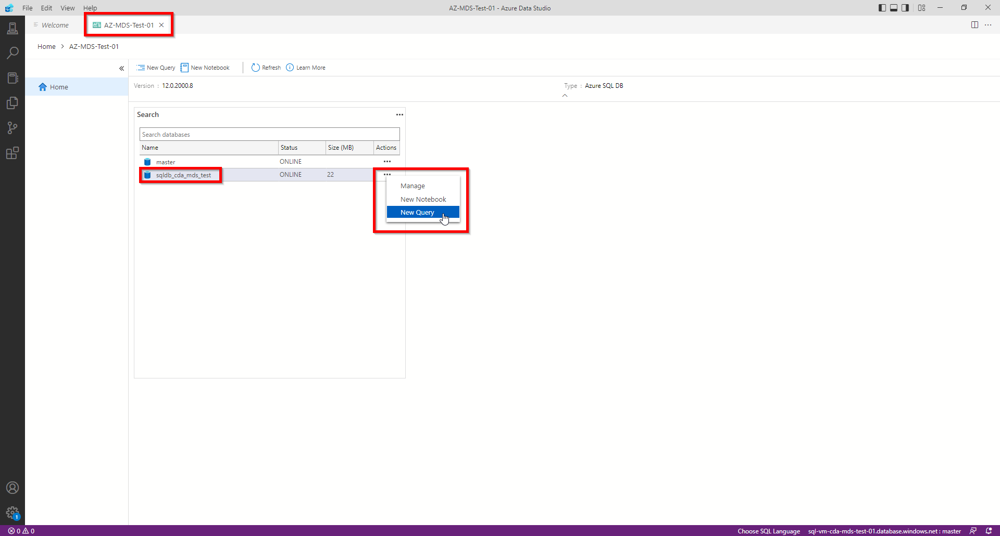 File Edit View Help
AZ-MDS-Test-01 - Azure Data Studio
Welcome
AZ-MDS-Test-01
Home > AZ-MDS-Test-01
New Query New Notebook Refresh Learn More
Home
Version : 12.0.2000.8
Type : Azure SQL DB
Search
Search databases
Name Status Size (MB) Actions
master ONLINE
sqldb_cda_mds_test ONLINE 22
Manage
New Notebook
New Query
1
0 0
Choose SQL Language sql-vm-cda-mds-test-01.database.windows.net : master